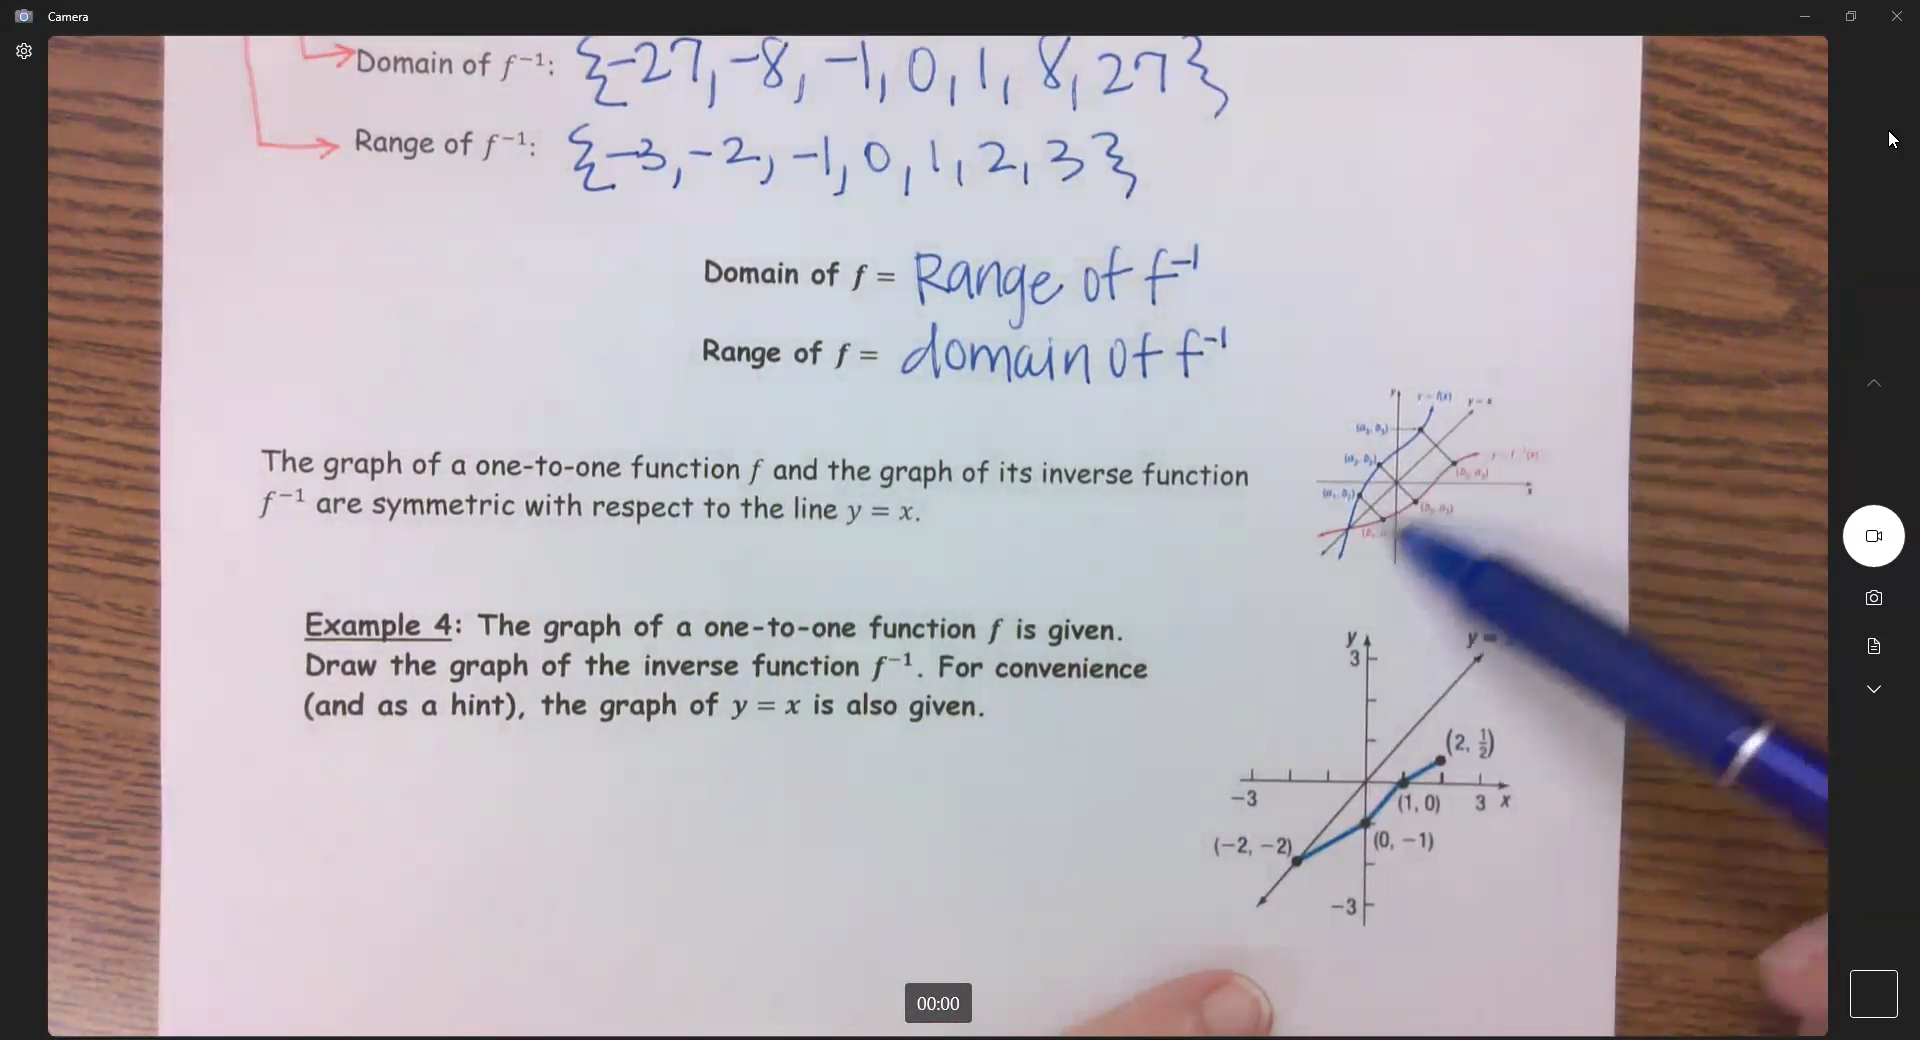 Camera
Domain of f⁻¹: {-27, -8, -1, 0, 1, 8, 27}
Range of f⁻¹: {-3, -2, -1, 0, 1, 2, 3}
Domain of f = Range of f⁻¹
Range of f = domain of f⁻¹
The graph of a one-to-one function f and the graph of its inverse function
f⁻¹ are symmetric with respect to the line y = x.
y
y = f(x)
y = x
x
Example 4: The graph of a one-to-one function f is given.
Draw the graph of the inverse function f⁻¹. For convenience
(and as a hint), the graph of y = x is also given.
y
y =
3
(2, 1/2)
-3
(1, 0)
3 x
(-2, -2)
(0, -1)
-3
00:00